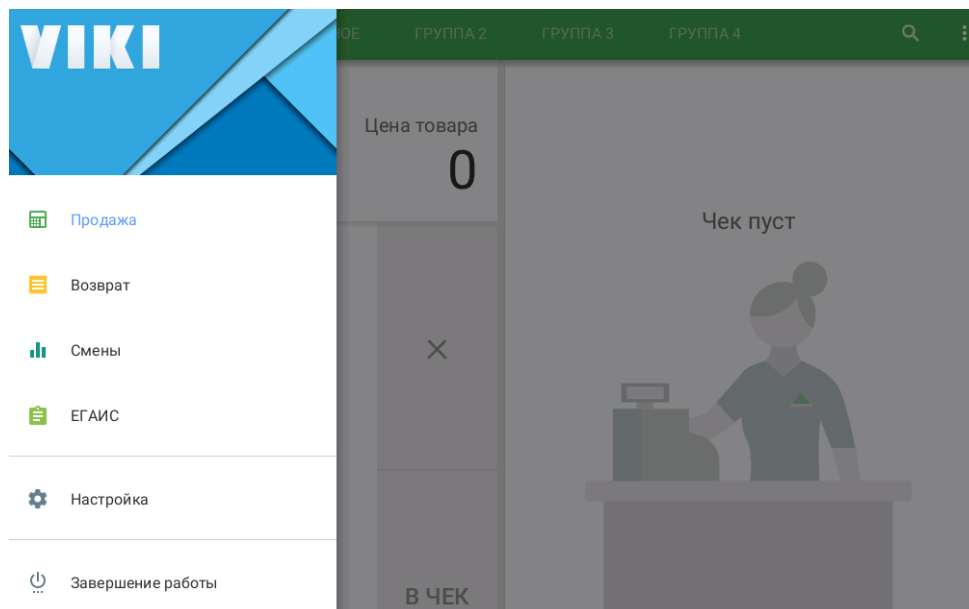 VIKI
НОЕ
ГРУППА 2
ГРУППА 3
ГРУППА 4
Цена товара
0
Чек пуст
Продажа
Возврат
Смены
ЕГАИС
Настройка
Завершение работы
В ЧЕК